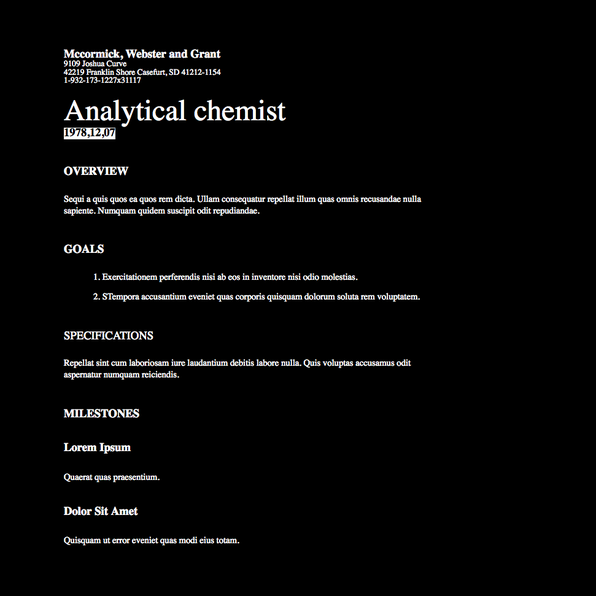 Mccormick, Webster and Grant
9109 Joshua Curve
42219 Franklin Shore Casefurt, SD 41212-1154
1-932-173-1227x31117
Analytical chemist
1978,12,07
OVERVIEW
Sequi a quis quos ea quos rem dicta. Ullam consequatur repellat illum quas omnis recusandae nulla
sapiente. Numquam quidem suscipit odit repudiandae.
GOALS
1. Exercitationem perferendis nisi ab eos in inventore nisi odio molestias.
2. STempora accusantium eveniet quas corporis quisquam dolorum soluta rem voluptatem.
SPECIFICATIONS
Repellat sint cum laboriosam iure laudantium debitis labore nulla. Quis voluptas accusamus odit
aspernatur numquam reiciendis.
MILESTONES
Lorem Ipsum
Quaerat quas praesentium.
Dolor Sit Amet
Quisquam ut error eveniet quas modi eius totam.